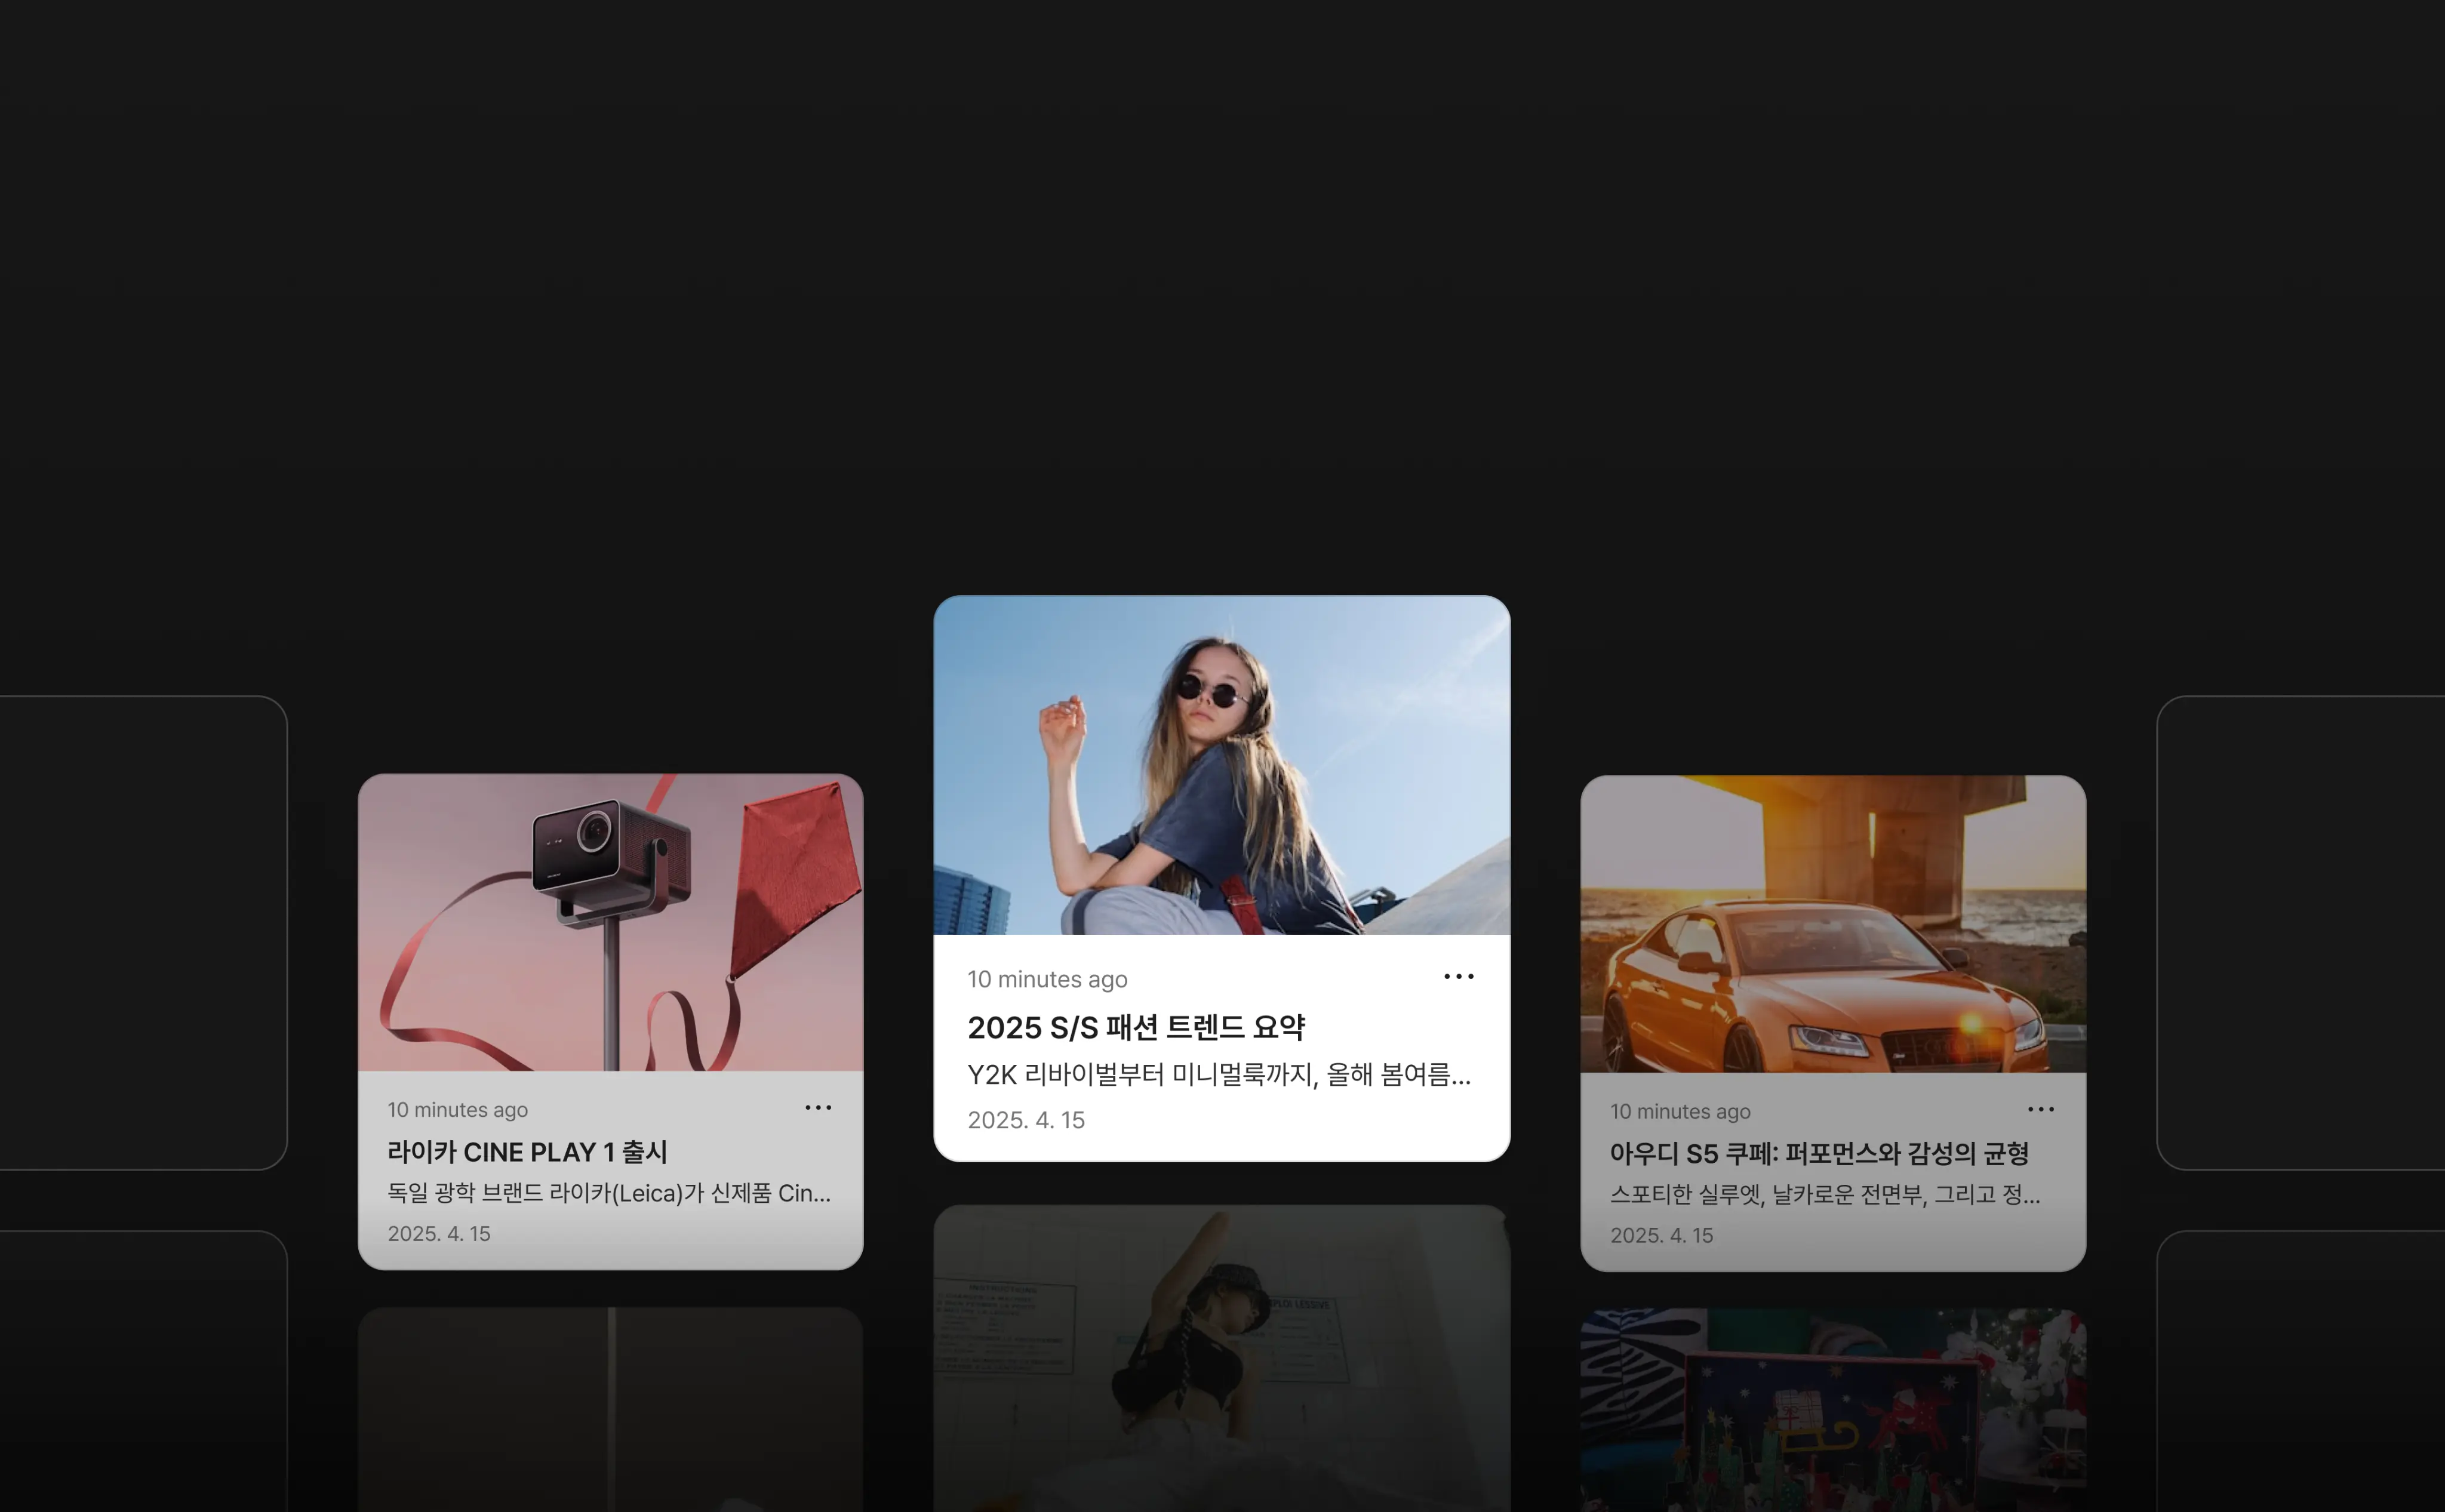 10 minutes ago
2025 S/S 패션 트렌드 요약
Y2K 리바이벌부터 미니멀룩까지, 올해 봄여름...
2025. 4. 15
10 minutes ago
라이카 CINE PLAY 1 출시
독일 광학 브랜드 라이카(Leica)가 신제품 Cin...
2025. 4. 15
10 minutes ago
아우디 S5 쿠페: 퍼포먼스와 감성의 균형
스포티한 실루엣, 날카로운 전면부, 그리고 정...
2025. 4. 15